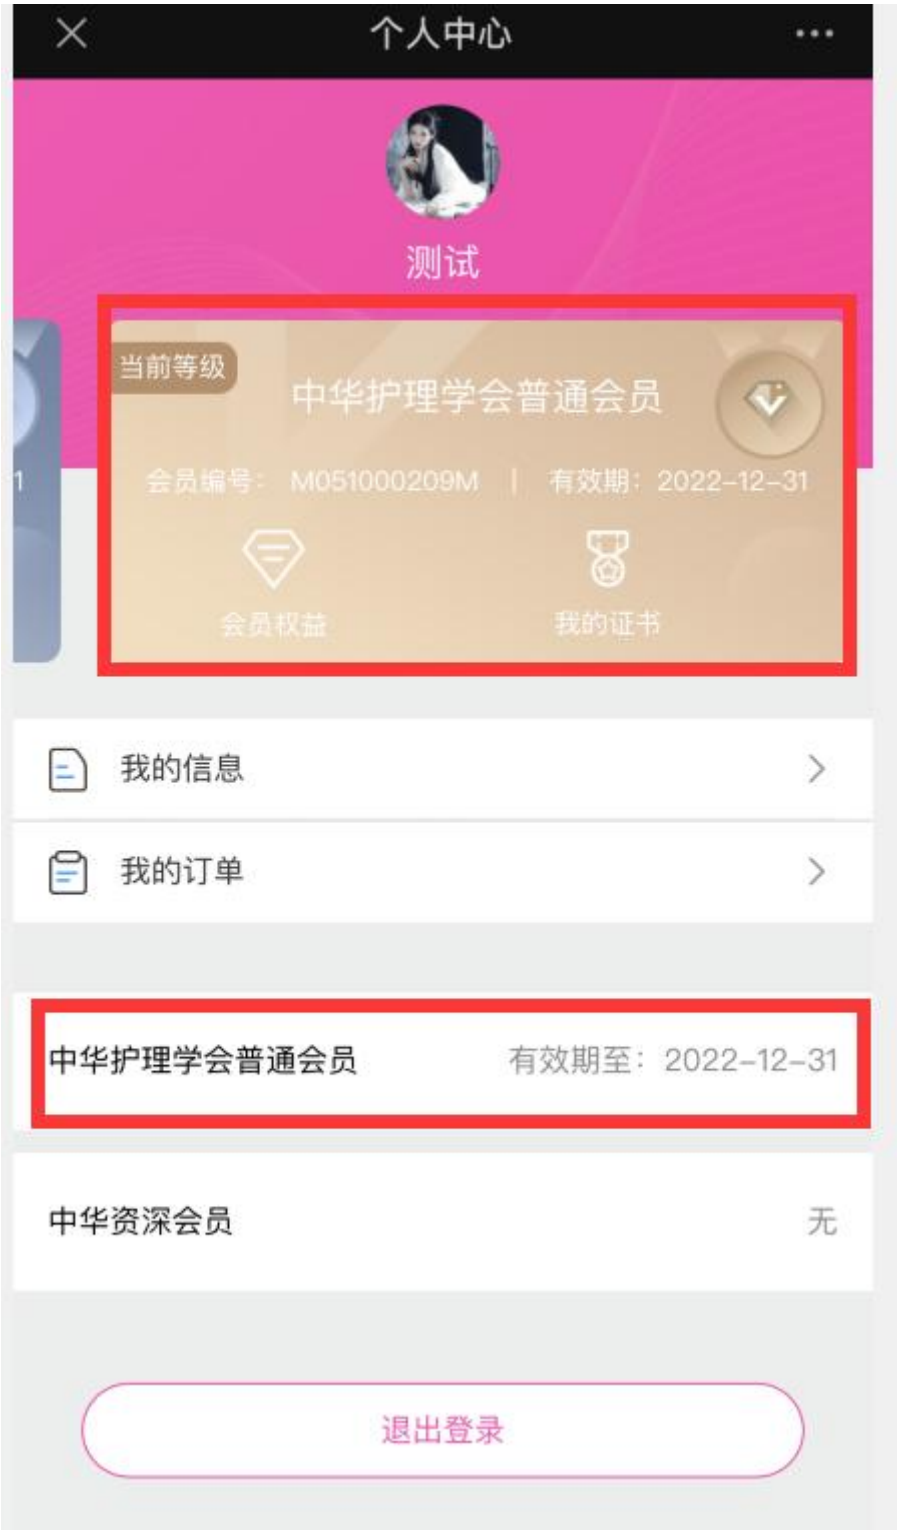 个人中心
测试
当前等级
中华护理学会普通会员
1
会员编号： M051000209M | 有效期：2022-12-31
会员权益 我的证书
我的信息
我的订单
中华护理学会普通会员 有效期至：2022-12-31
中华资深会员 无
退出登录